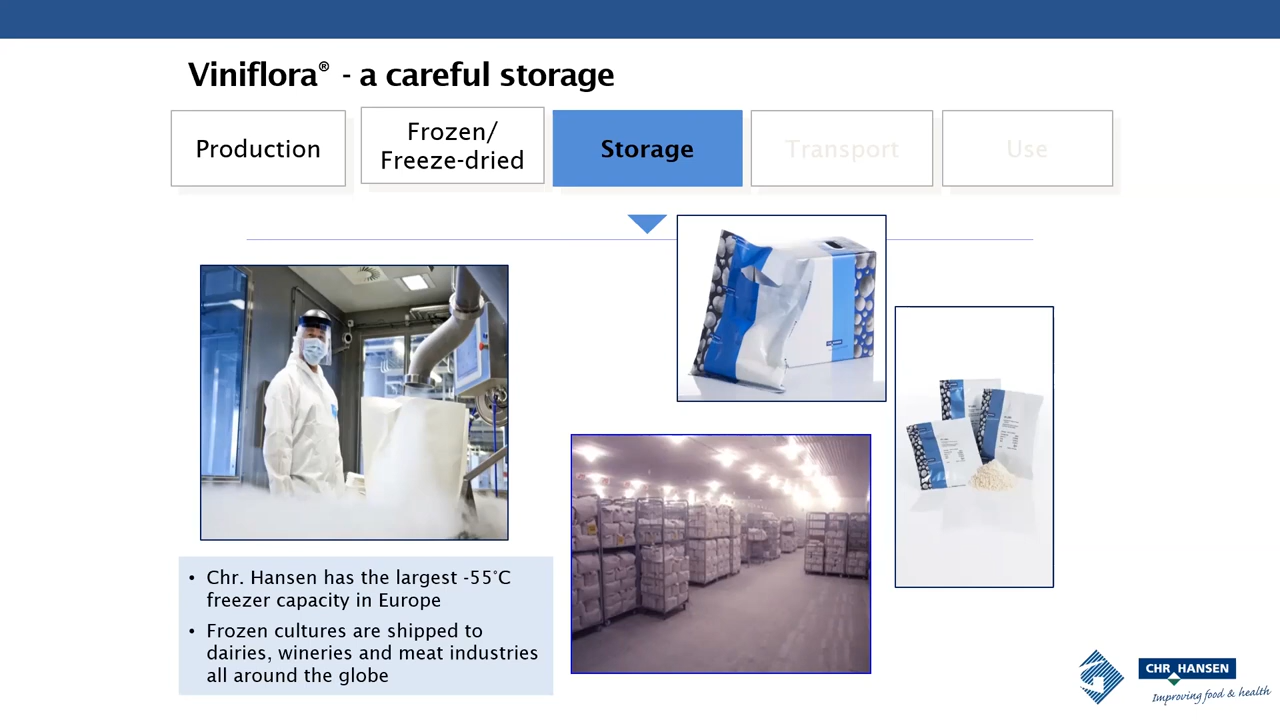 Viniflora® - a careful storage
Production
Frozen/
Freeze-dried
Storage
Transport
Use
• Chr. Hansen has the largest -55°C
freezer capacity in Europe
• Frozen cultures are shipped to
dairies, wineries and meat industries
all around the globe
CHR HANSEN
Improving food & health